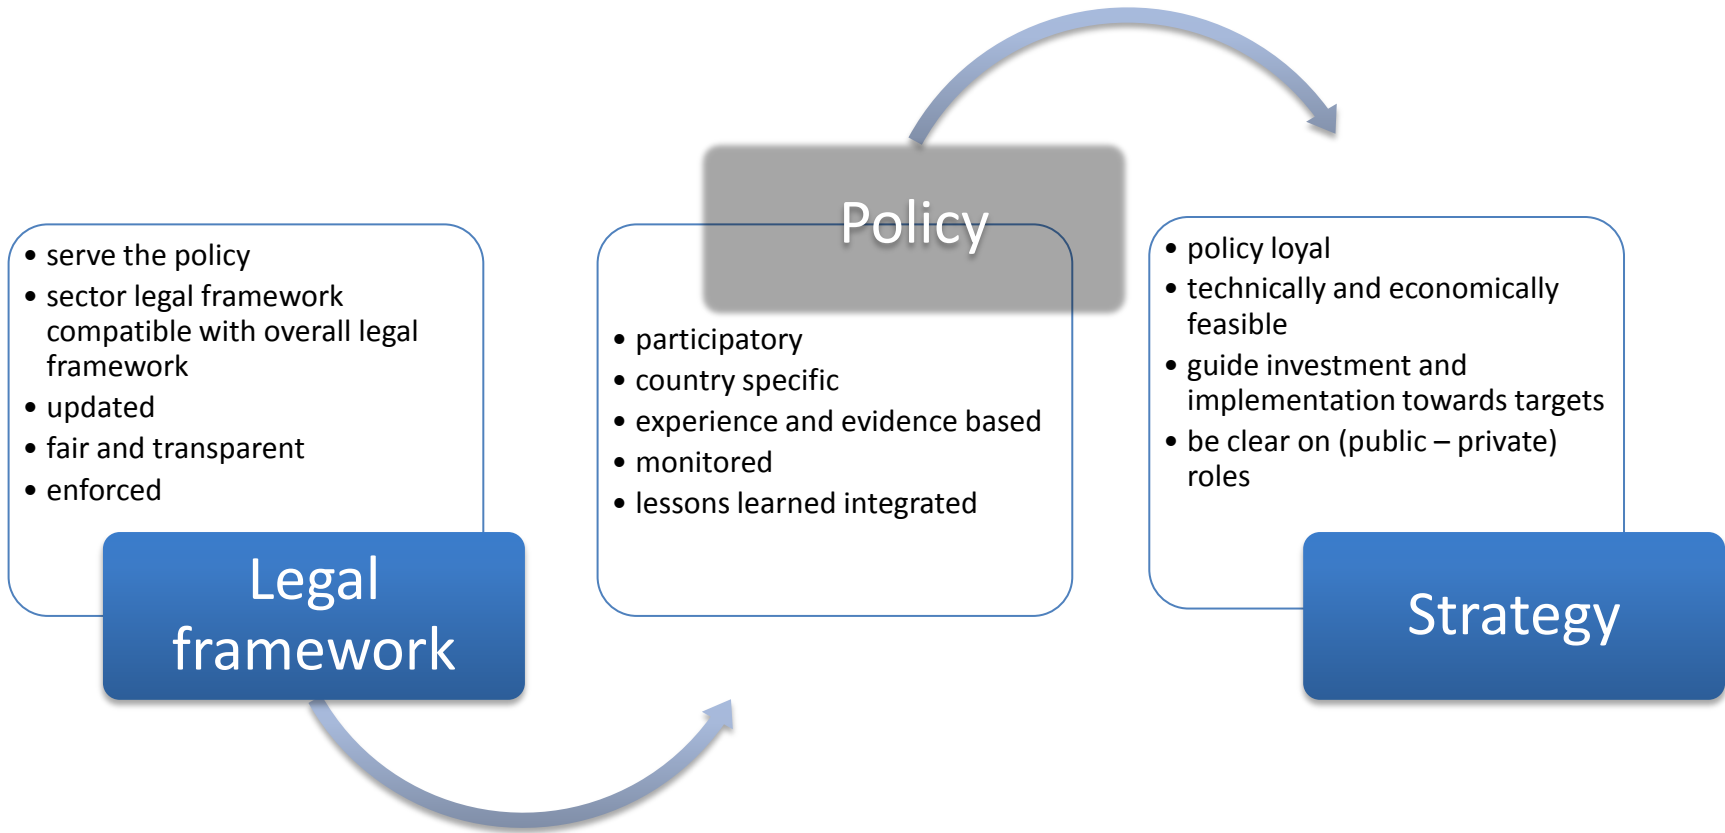 • serve the policy
• sector legal framework
compatible with overall legal
framework
• updated
• fair and transparent
• enforced
Legal
framework
Policy
• participatory
• country specific
• experience and evidence based
• monitored
• lessons learned integrated
• policy loyal
• technically and economically
feasible
• guide investment and
implementation towards targets
• be clear on (public – private)
roles
Strategy